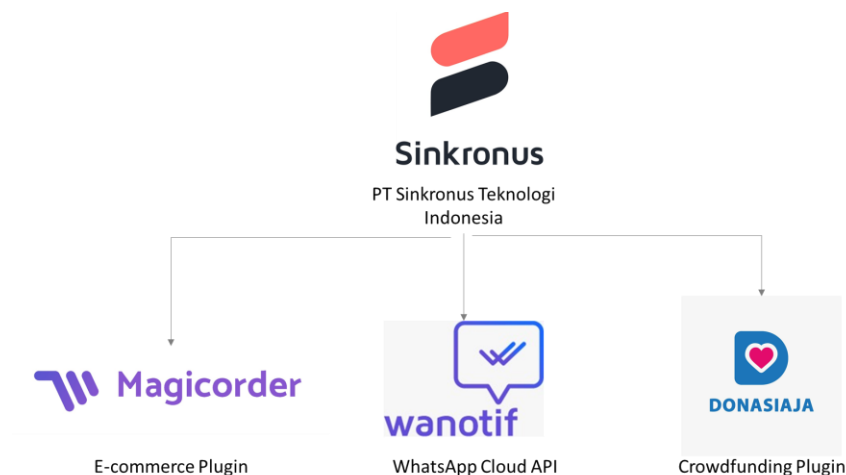 Sinkronus
PT Sinkronus Teknologi
Indonesia
Magicorder
wanotif
DONASIAJA
E-commerce Plugin
WhatsApp Cloud API
Crowdfunding Plugin